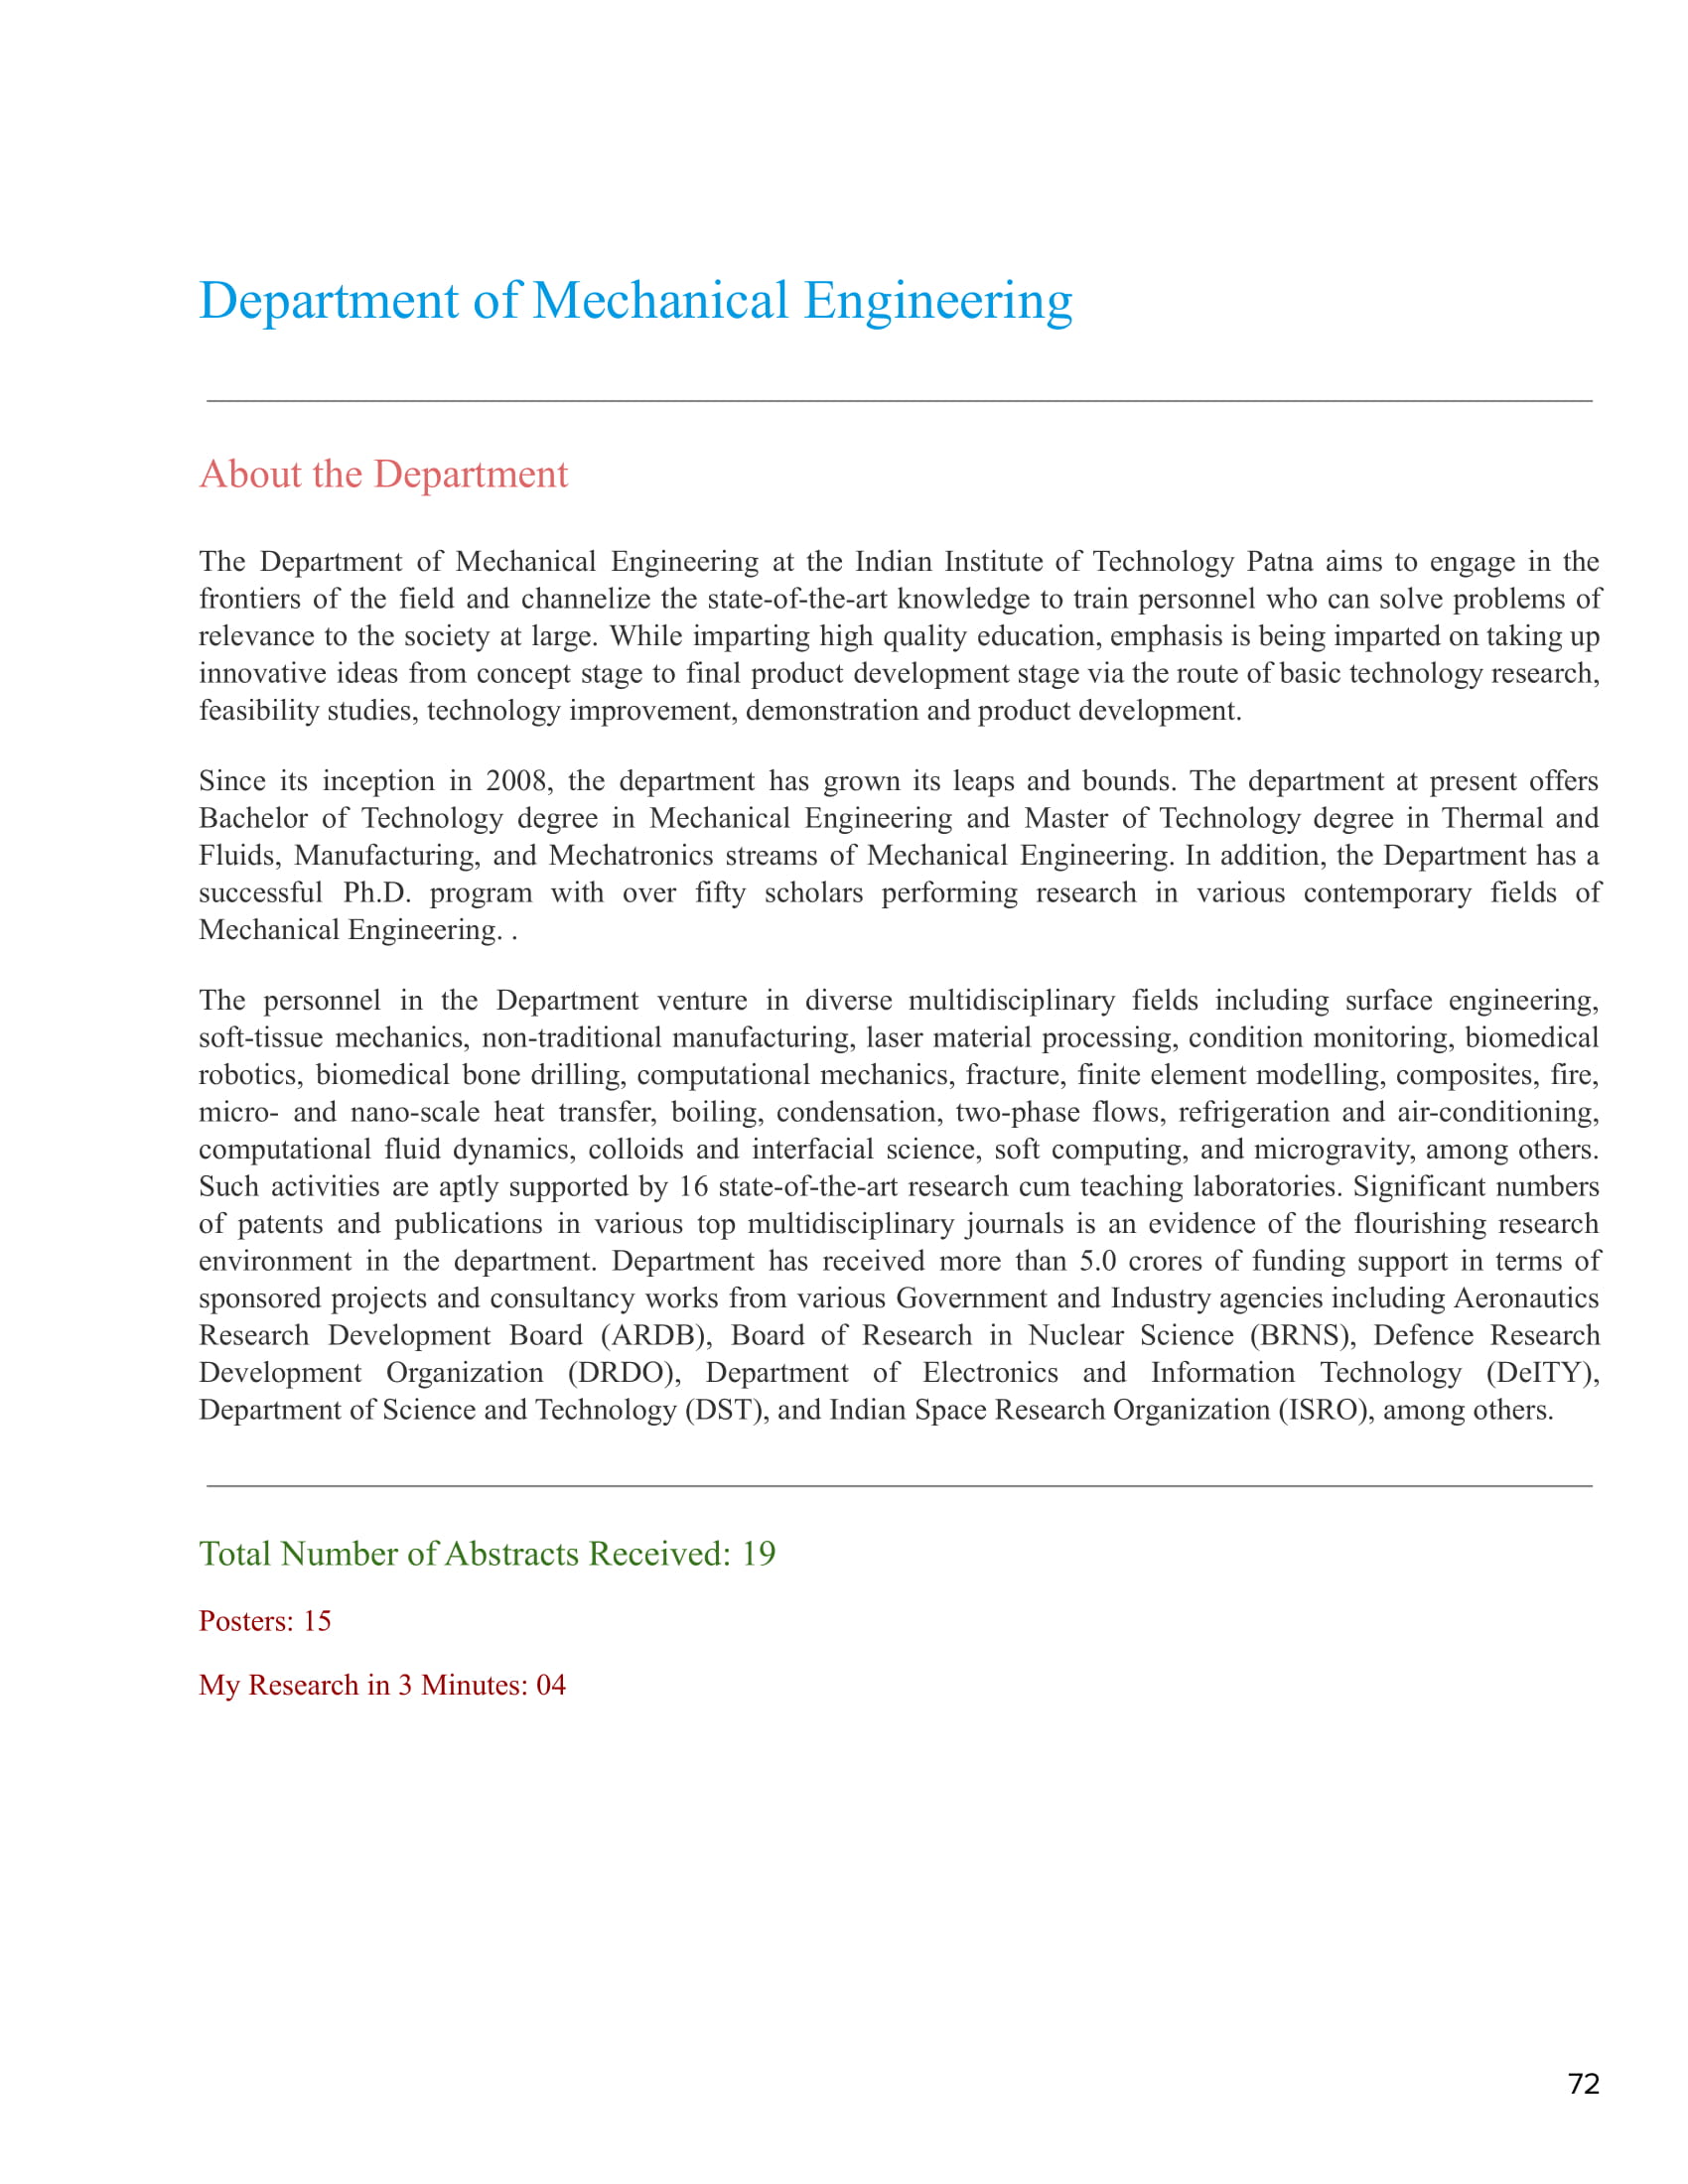 Department of Mechanical Engineering
About the Department
The Department of Mechanical Engineering at the Indian Institute of Technology Patna aims to engage in the
frontiers of the field and channelize the state-of-the-art knowledge to train personnel who can solve problems of
relevance to the society at large. While imparting high quality education, emphasis is being imparted on taking up
innovative ideas from concept stage to final product development stage via the route of basic technology research,
feasibility studies, technology improvement, demonstration and product development.
Since its inception in 2008, the department has grown its leaps and bounds. The department at present offers
Bachelor of Technology degree in Mechanical Engineering and Master of Technology degree in Thermal and
Fluids, Manufacturing, and Mechatronics streams of Mechanical Engineering. In addition, the Department has a
successful Ph.D. program with over fifty scholars performing research in various contemporary fields of
Mechanical Engineering. .
The personnel in the Department venture in diverse multidisciplinary fields including surface engineering,
soft-tissue mechanics, non-traditional manufacturing, laser material processing, condition monitoring, biomedical
robotics, biomedical bone drilling, computational mechanics, fracture, finite element modelling, composites, fire,
micro- and nano-scale heat transfer, boiling, condensation, two-phase flows, refrigeration and air-conditioning,
computational fluid dynamics, colloids and interfacial science, soft computing, and microgravity, among others.
Such activities are aptly supported by 16 state-of-the-art research cum teaching laboratories. Significant numbers
of patents and publications in various top multidisciplinary journals is an evidence of the flourishing research
environment in the department. Department has received more than 5.0 crores of funding support in terms of
sponsored projects and consultancy works from various Government and Industry agencies including Aeronautics
Research Development Board (ARDB), Board of Research in Nuclear Science (BRNS), Defence Research
Development Organization (DRDO), Department of Electronics and Information Technology (DeITY),
Department of Science and Technology (DST), and Indian Space Research Organization (ISRO), among others.
Total Number of Abstracts Received: 19
Posters: 15
My Research in 3 Minutes: 04
72